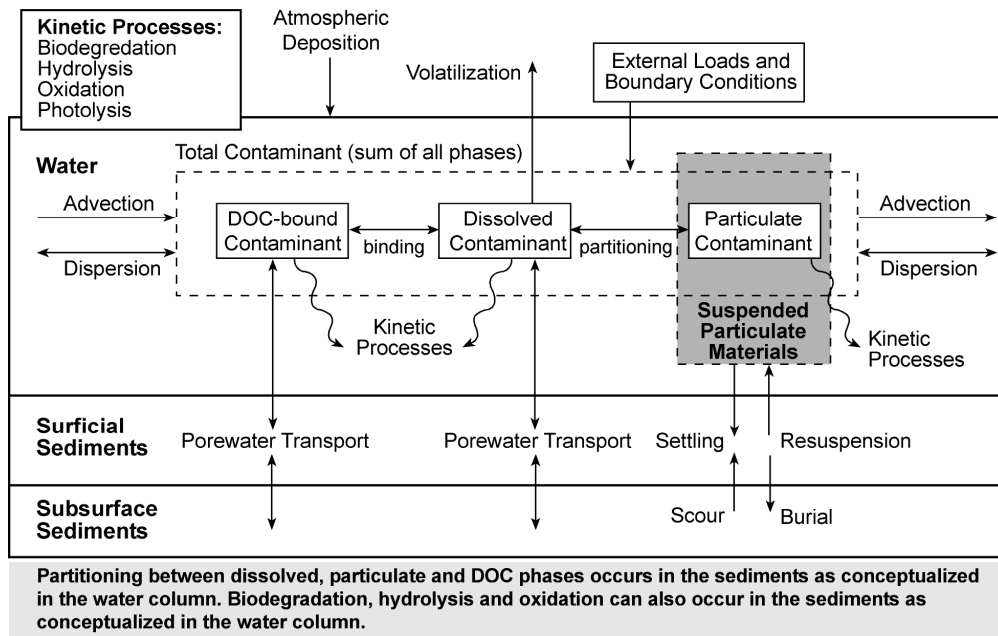 Kinetic Processes:
Biodegredation
Hydrolysis
Oxidation
Photolysis
Atmospheric
Deposition
Volatilization
External Loads and
Boundary Conditions
Water
Total Contaminant (sum of all phases)
Advection
Dispersion
DOC-bound
Contaminant
binding
Dissolved
Contaminant
partitioning
Particulate
Contaminant
Advection
Dispersion
Kinetic
Processes
Suspended
Particulate
Materials
Kinetic
Processes
Surficial
Sediments
Porewater Transport
Porewater Transport
Settling
Resuspension
Subsurface
Sediments
Scour
Burial
Partitioning between dissolved, particulate and DOC phases occurs in the sediments as conceptualized
in the water column. Biodegradation, hydrolysis and oxidation can also occur in the sediments as
conceptualized in the water column.